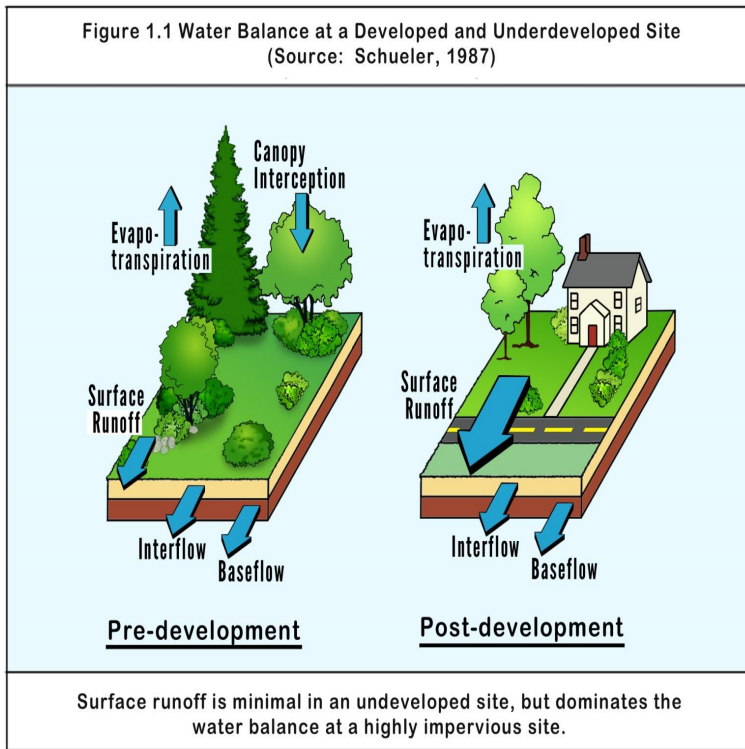 Figure 1.1 Water Balance at a Developed and Underdeveloped Site
(Source: Schueler, 1987)
Canopy
Interception
Evapo-
transpiration
Surface
Runoff
Interflow
Baseflow
Pre-development
Evapo-
transpiration
Surface
Runoff
Interflow
Baseflow
Post-development
Surface runoff is minimal in an undeveloped site, but dominates the
water balance at a highly impervious site.